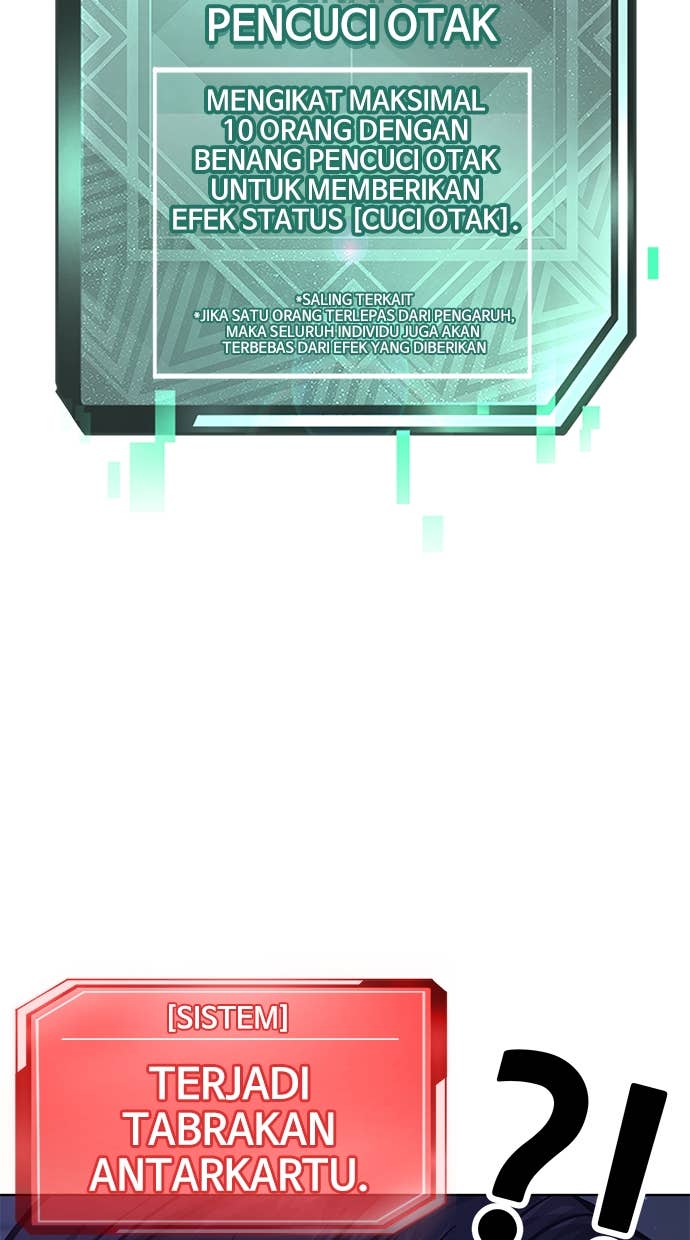 PENCUCI OTAK
MENGIKAT MAKSIMAL
10 ORANG DENGAN
BENANG PENCUCI OTAK
UNTUK MEMBERIKAN
EFEK STATUS [CUCI OTAK].
*SALING TERKAIT
*JIKA SATU ORANG TERLEPAS DARI PENGARUH,
MAKA SELURUH INDIVIDU JUGA AKAN
TERBEBAS DARI EFEK YANG DIBERIKAN
[SISTEM]
TERJADI
TABRAKAN
ANTARKARTU.
?!